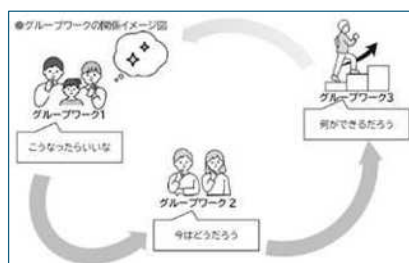 ●グループワークの関係イメージ図
グループワーク1
こうなったらいいな
グループワーク2
今はどうだろう
グループワーク3
何ができるだろう